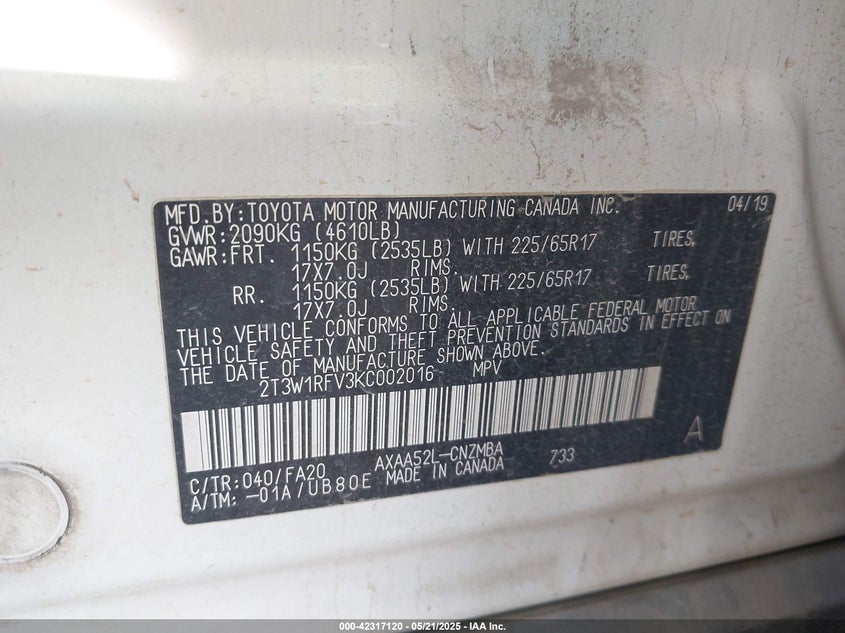 MFD.BY:TOYOTA MOTOR MANUFACTURING CANADA INC. 04/19
GVWR:2090KG (4610LB)
GAWR:FRT. 1150KG (2535LB) WITH 225/65R17 TIRES,
17X7.0J RIMS.
RR. 1150KG (2535LB) WITH 225/65R17 TIRES,
17X7.0J RIMS.
THIS VEHICLE CONFORMS TO ALL APPLICABLE FEDERAL MOTOR
VEHICLE SAFETY AND THEFT PREVENTION STANDARDS IN EFFECT ON
THE DATE OF MANUFACTURE SHOWN ABOVE.
2T3W1RFV3KC002016 MPV
C/TR:040/FA20 AXAA52L-CNZMBA 733 A
A/TM:-01A/UB80E MADE IN CANADA
000-42317120 - 05/21/2025 - IAA Inc.